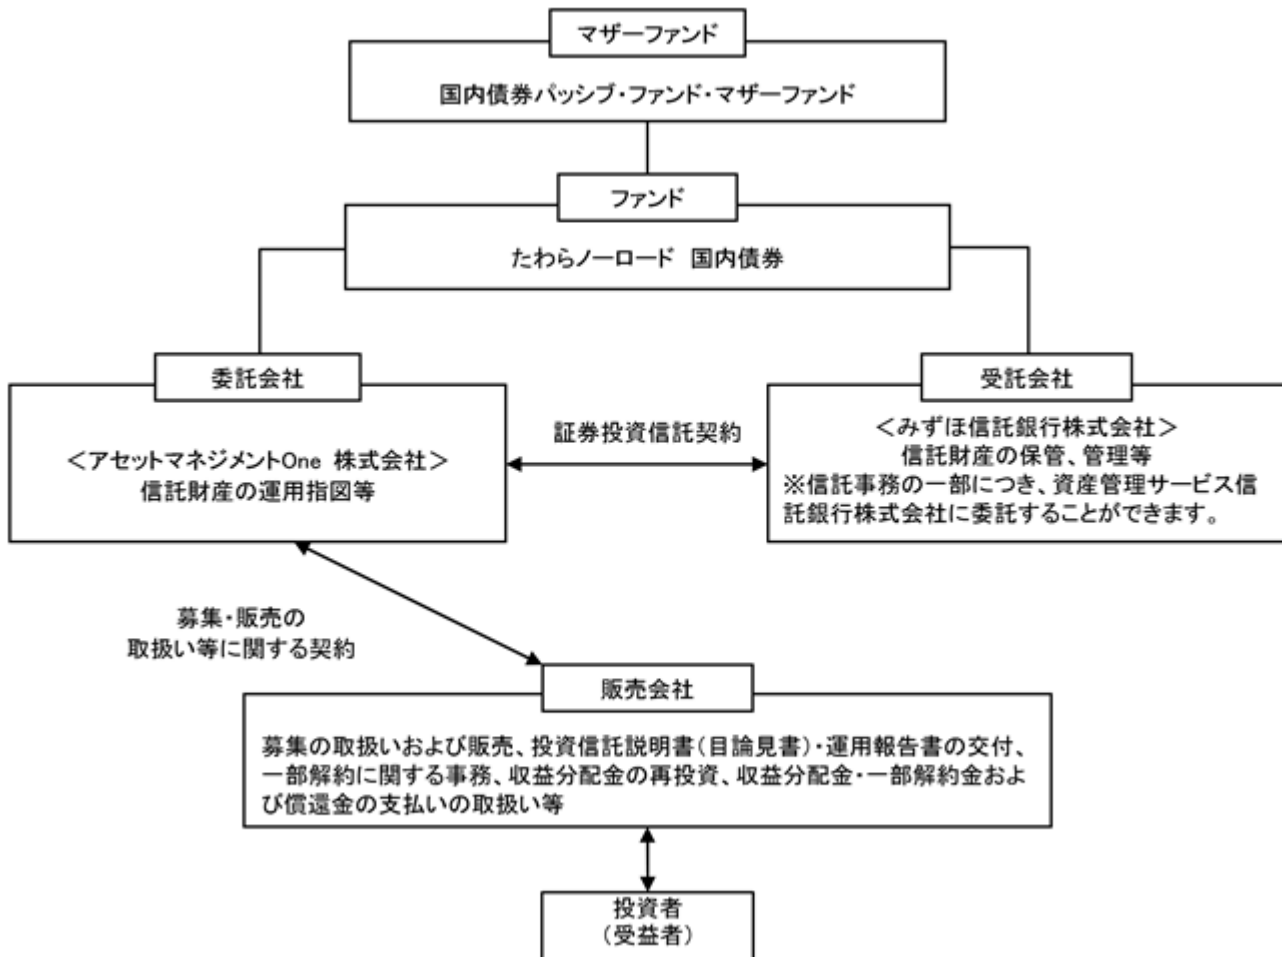 マザーファンド
国内債券パッシブ・ファンド・マザーファンド
ファンド
たわらノーロード 国内債券
委託会社
＜アセットマネジメントOne 株式会社＞
信託財産の運用指図等
証券投資信託契約
受託会社
＜みずほ信託銀行株式会社＞
信託財産の保管、管理等
※信託事務の一部につき、資産管理サービス信
託銀行株式会社に委託することができます。
募集・販売の
取扱い等に関する契約
販売会社
募集の取扱いおよび販売、投資信託説明書（目論見書）・運用報告書の交付、
一部解約に関する事務、収益分配金の再投資、収益分配金・一部解約金およ
び償還金の支払いの取扱い等
投資者
（受益者）